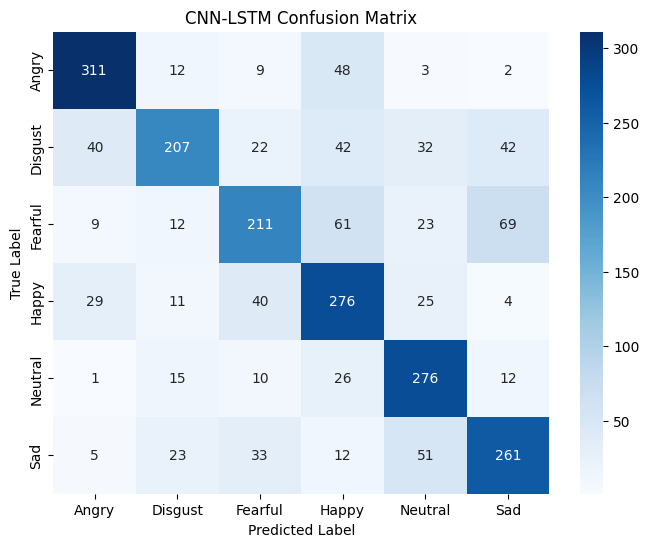 CNN-LSTM Confusion Matrix
True Label
Angry 311 12 9 48 3 2
Disgust 40 207 22 42 32 42
Fearful 9 12 211 61 23 69
Happy 29 11 40 276 25 4
Neutral 1 15 10 26 276 12
Sad 5 23 33 12 51 261
Angry Disgust Fearful Happy Neutral Sad
Predicted Label
300
250
200
150
100
50